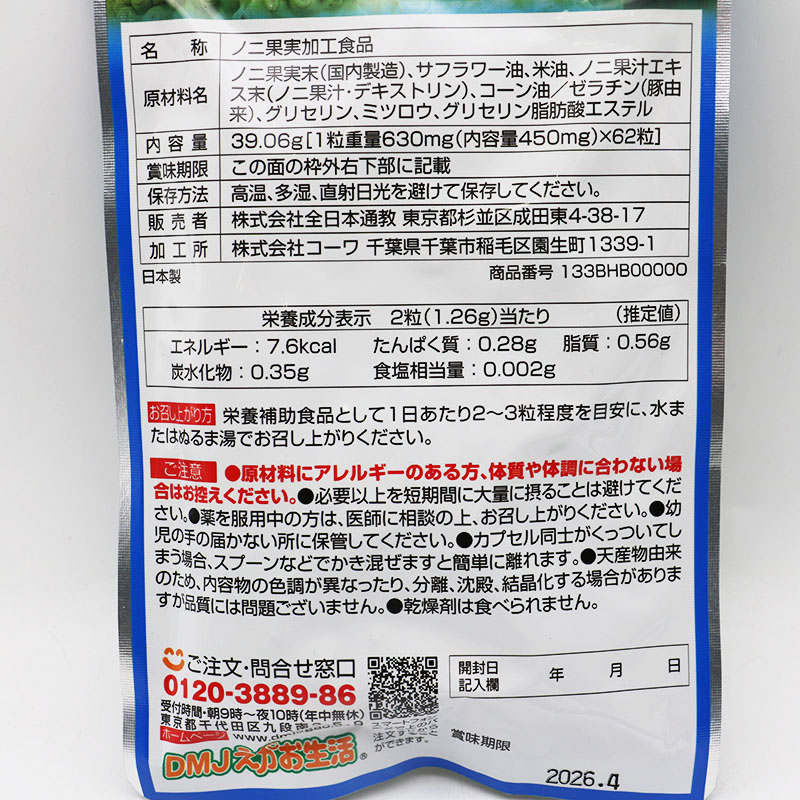 名称 ノニ果実加工食品
原材料名 ノニ果実末(国内製造)、サフラワー油、米油、ノニ果汁エキ
ス末(ノニ果汁・デキストリン)、コーン油/ゼラチン(豚由
来)、グリセリン、ミツロウ、グリセリン脂肪酸エステル
内容量 39.06g[1粒重量630mg(内容量450mg)×62粒]
賞味期限 この面の枠外右下部に記載
保存方法 高温、多湿、直射日光を避けて保存してください。
販売者 株式会社全日本通教 東京都杉並区成田東4-38-17
加工所 株式会社コーワ 千葉県千葉市稲毛区園生町1339-1
日本製 商品番号 133BHB00000
栄養成分表示 2粒(1.26g)当たり (推定値)
エネルギー:7.6kcal たんぱく質:0.28g 脂質:0.56g
炭水化物:0.35g 食塩相当量:0.002g
お召し上がり方 栄養補助食品として1日あたり2〜3粒程度を目安に、水ま
たはぬるま湯でお召し上がりください。
ご注意 ●原材料にアレルギーのある方、体質や体調に合わない場
合はお控えください。●必要以上を短期間に大量に摂ることは避けてくだ
さい。●薬を服用中の方は、医師に相談の上、お召し上がりください。●幼
児の手の届かない所に保管してください。●カプセル同士がくっついてし
まう場合、スプーンなどでかき混ぜますと簡単に離れます。●天産物由来
のため、内容物の色調が異なったり、分離、沈殿、結晶化する場合がありま
すが品質には問題ございません。●乾燥剤は食べられません。
ご注文・問合せ窓口
0120-3889-86
受付時間・朝9時〜夜10時(年中無休)
東京都千代田区九段南
ホームページ
DMJえがお生活®
スマートフォン
注文す
ができます。
開封日
記入欄 年 月 日
賞味期限
2026.4